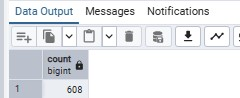 Data Output Messages Notifications
count
bigint
1 608